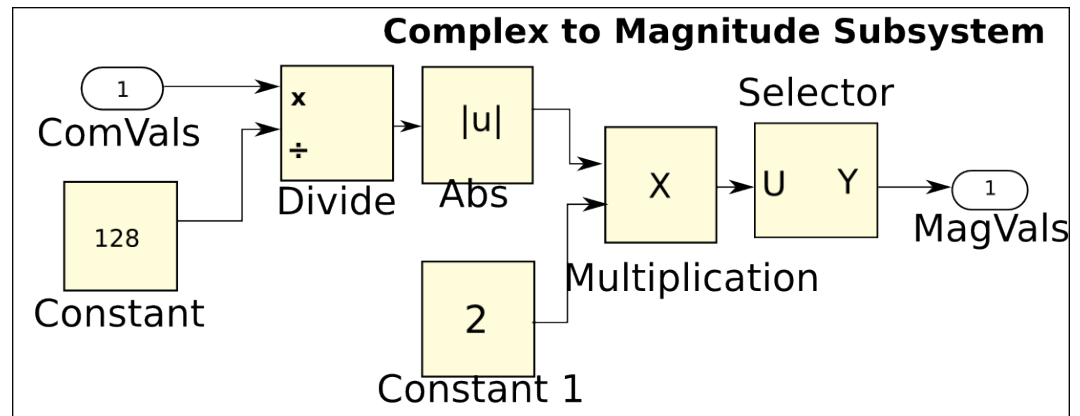 Complex to Magnitude Subsystem
1
ComVals
128
Constant
x
÷
Divide
|u|
Abs
2
Constant 1
X
Multiplication
Selector
U Y
1
MagVals